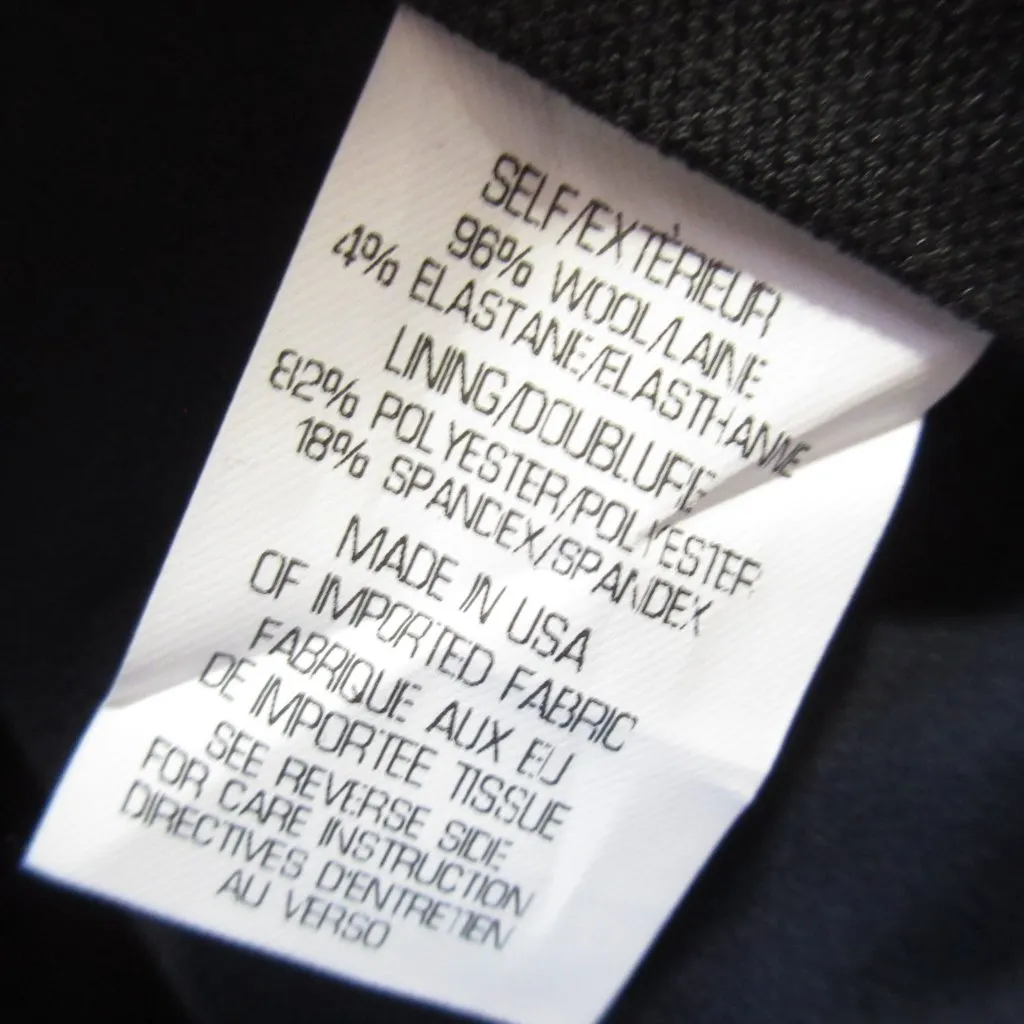 SELF/EXTÉRIEUR
96% WOOL/LAINE
4% ELASTANE/ELASTHANNE
LINING/DOUBLURE
82% POLYESTER/POLYESTER
18% SPANDEX/SPANDEX
MADE IN USA
OF IMPORTED FABRIC
FABRIQUE AUX EU
DE IMPORTEE TISSUE
SEE REVERSE SIDE
FOR CARE INSTRUCTION
DIRECTIVES D'ENTRETIEN
AU VERSO